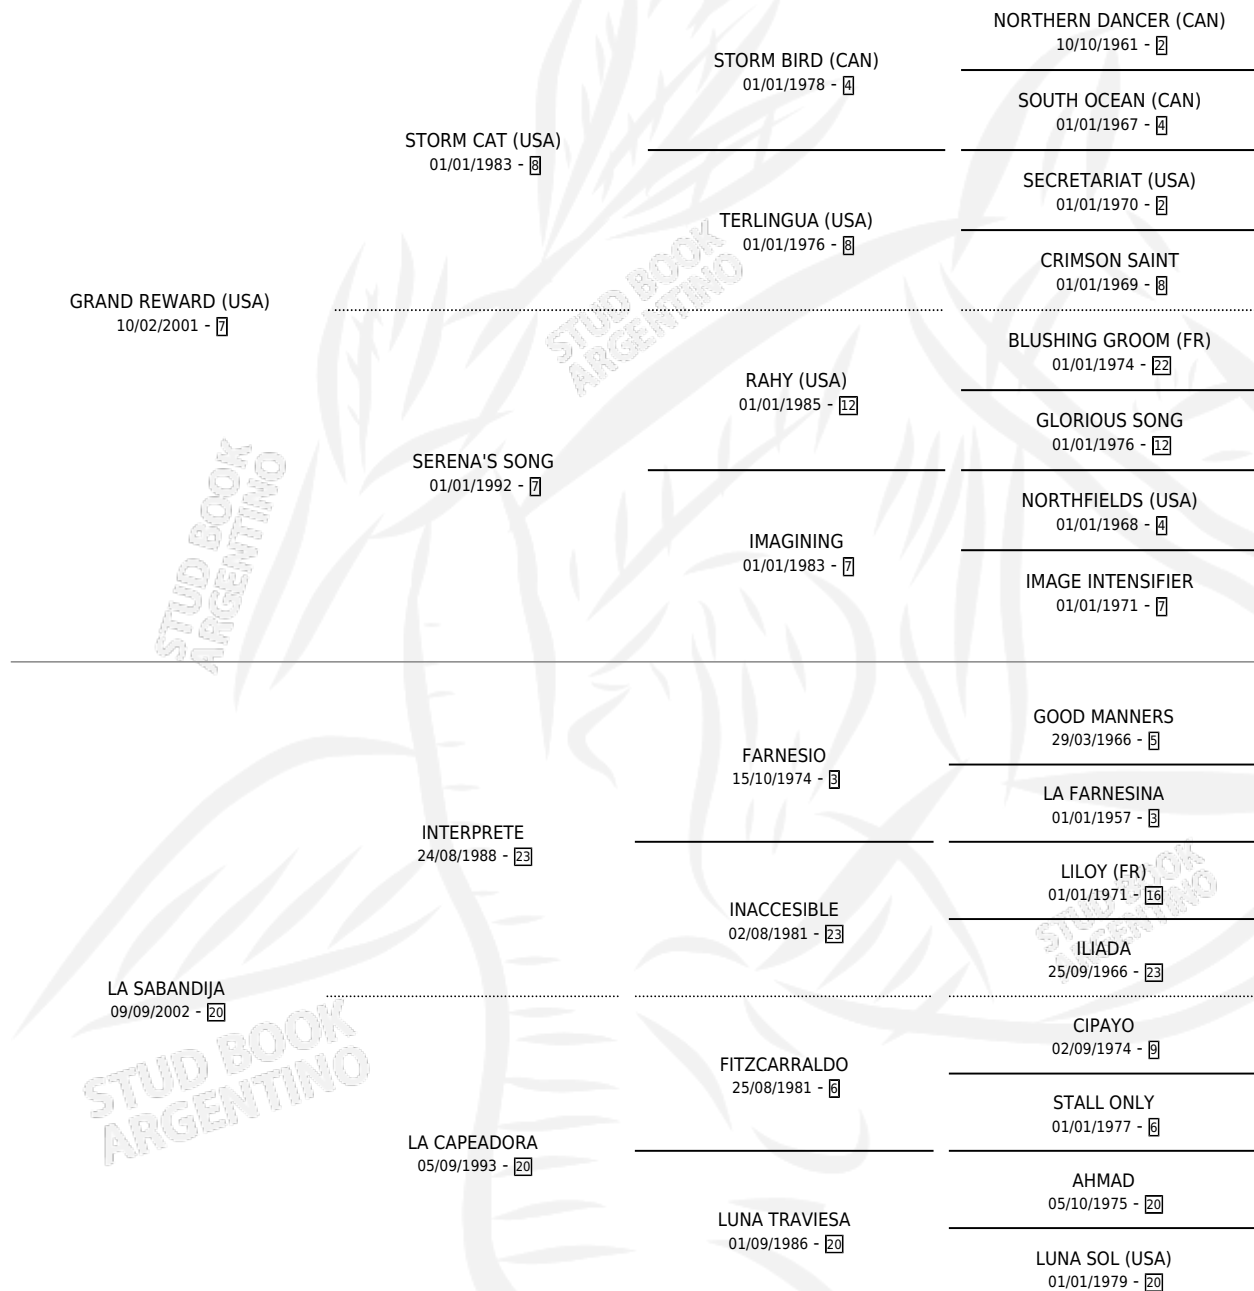 NORTHERN DANCER (CAN)
10/10/1961 - 2
STORM BIRD (CAN)
01/01/1978 - 4
SOUTH OCEAN (CAN)
01/01/1967 - 4
STORM CAT (USA)
01/01/1983 - 8
SECRETARIAT (USA)
01/01/1970 - 2
TERLINGUA (USA)
01/01/1976 - 8
CRIMSON SAINT
01/01/1969 - 8
GRAND REWARD (USA)
10/02/2001 - 7
BLUSHING GROOM (FR)
01/01/1974 - 22
RAHY (USA)
01/01/1985 - 12
GLORIOUS SONG
01/01/1976 - 12
SERENA'S SONG
01/01/1992 - 7
NORTHFIELDS (USA)
01/01/1968 - 4
IMAGINING
01/01/1983 - 7
IMAGE INTENSIFIER
01/01/1971 - 7
GOOD MANNERS
29/03/1966 - 5
FARNESIO
15/10/1974 - 3
LA FARNESINA
01/01/1957 - 3
INTERPRETE
24/08/1988 - 23
LILOY (FR)
01/01/1971 - 16
INACCESIBLE
02/08/1981 - 23
ILIADA
25/09/1966 - 23
LA SABANDIJA
09/09/2002 - 20
CIPAYO
02/09/1974 - 9
FITZCARRALDO
25/08/1981 - 6
STALL ONLY
01/01/1977 - 6
LA CAPEADORA
05/09/1993 - 20
AHMAD
05/10/1975 - 20
LUNA TRAVIESA
01/09/1986 - 20
LUNA SOL (USA)
01/01/1979 - 20
STUD BOOK
ARGENTINO
STUD BOOK
ARGENTINO
STUD BOOK
ARGENTINO
STUD BOOK
ARGENTINO